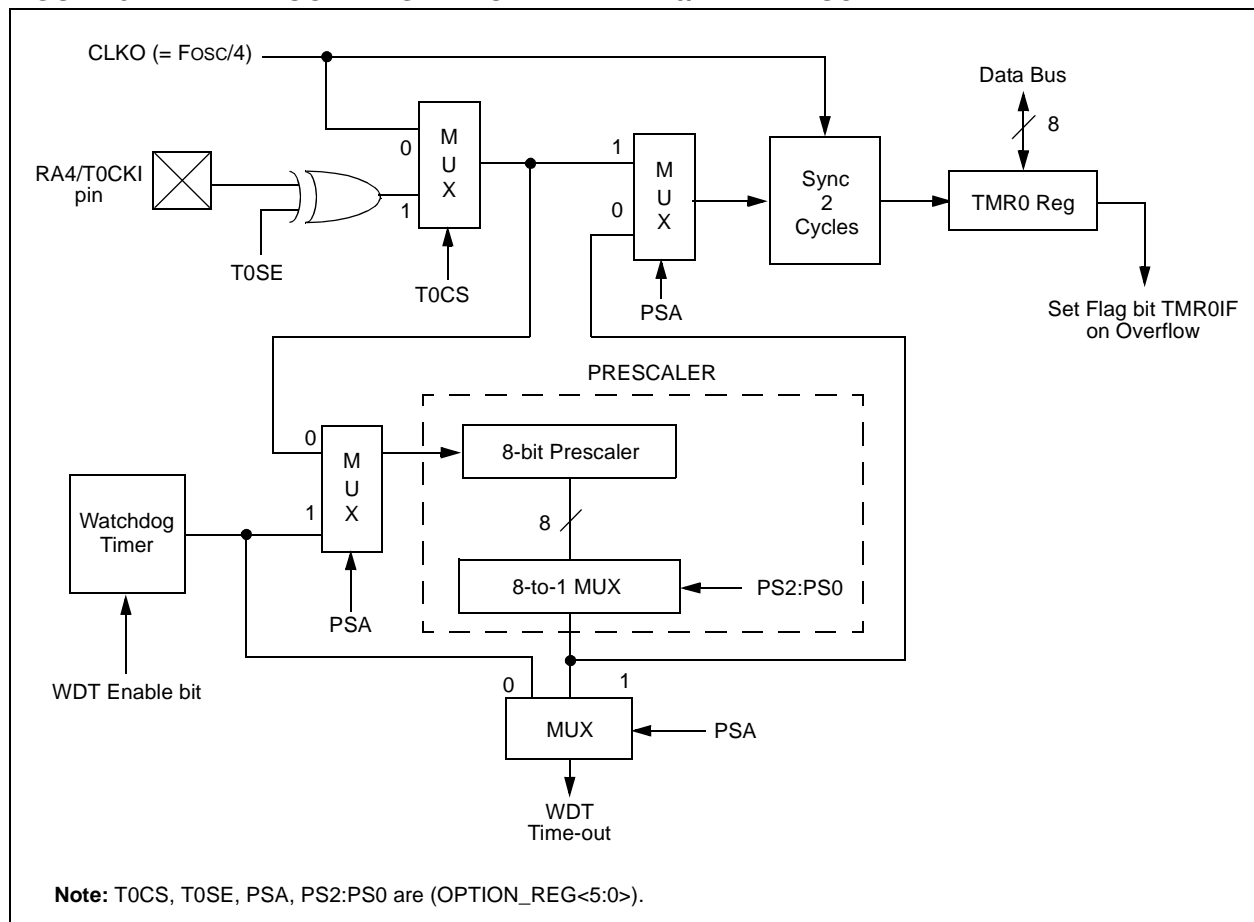 CLKO (= FOSC/4)
Data Bus
8
RA4/T0CKI
pin
T0SE
0
1
M
U
X
T0CS
1
0
M
U
X
PSA
Sync
2
Cycles
TMR0 Reg
Set Flag bit TMR0IF
on Overflow
PRESCALER
0
1
M
U
X
PSA
8-bit Prescaler
8
8-to-1 MUX
PS2:PS0
Watchdog
Timer
WDT Enable bit
0
1
MUX
PSA
WDT
Time-out
Note: T0CS, T0SE, PSA, PS2:PS0 are (OPTION_REG<5:0>).